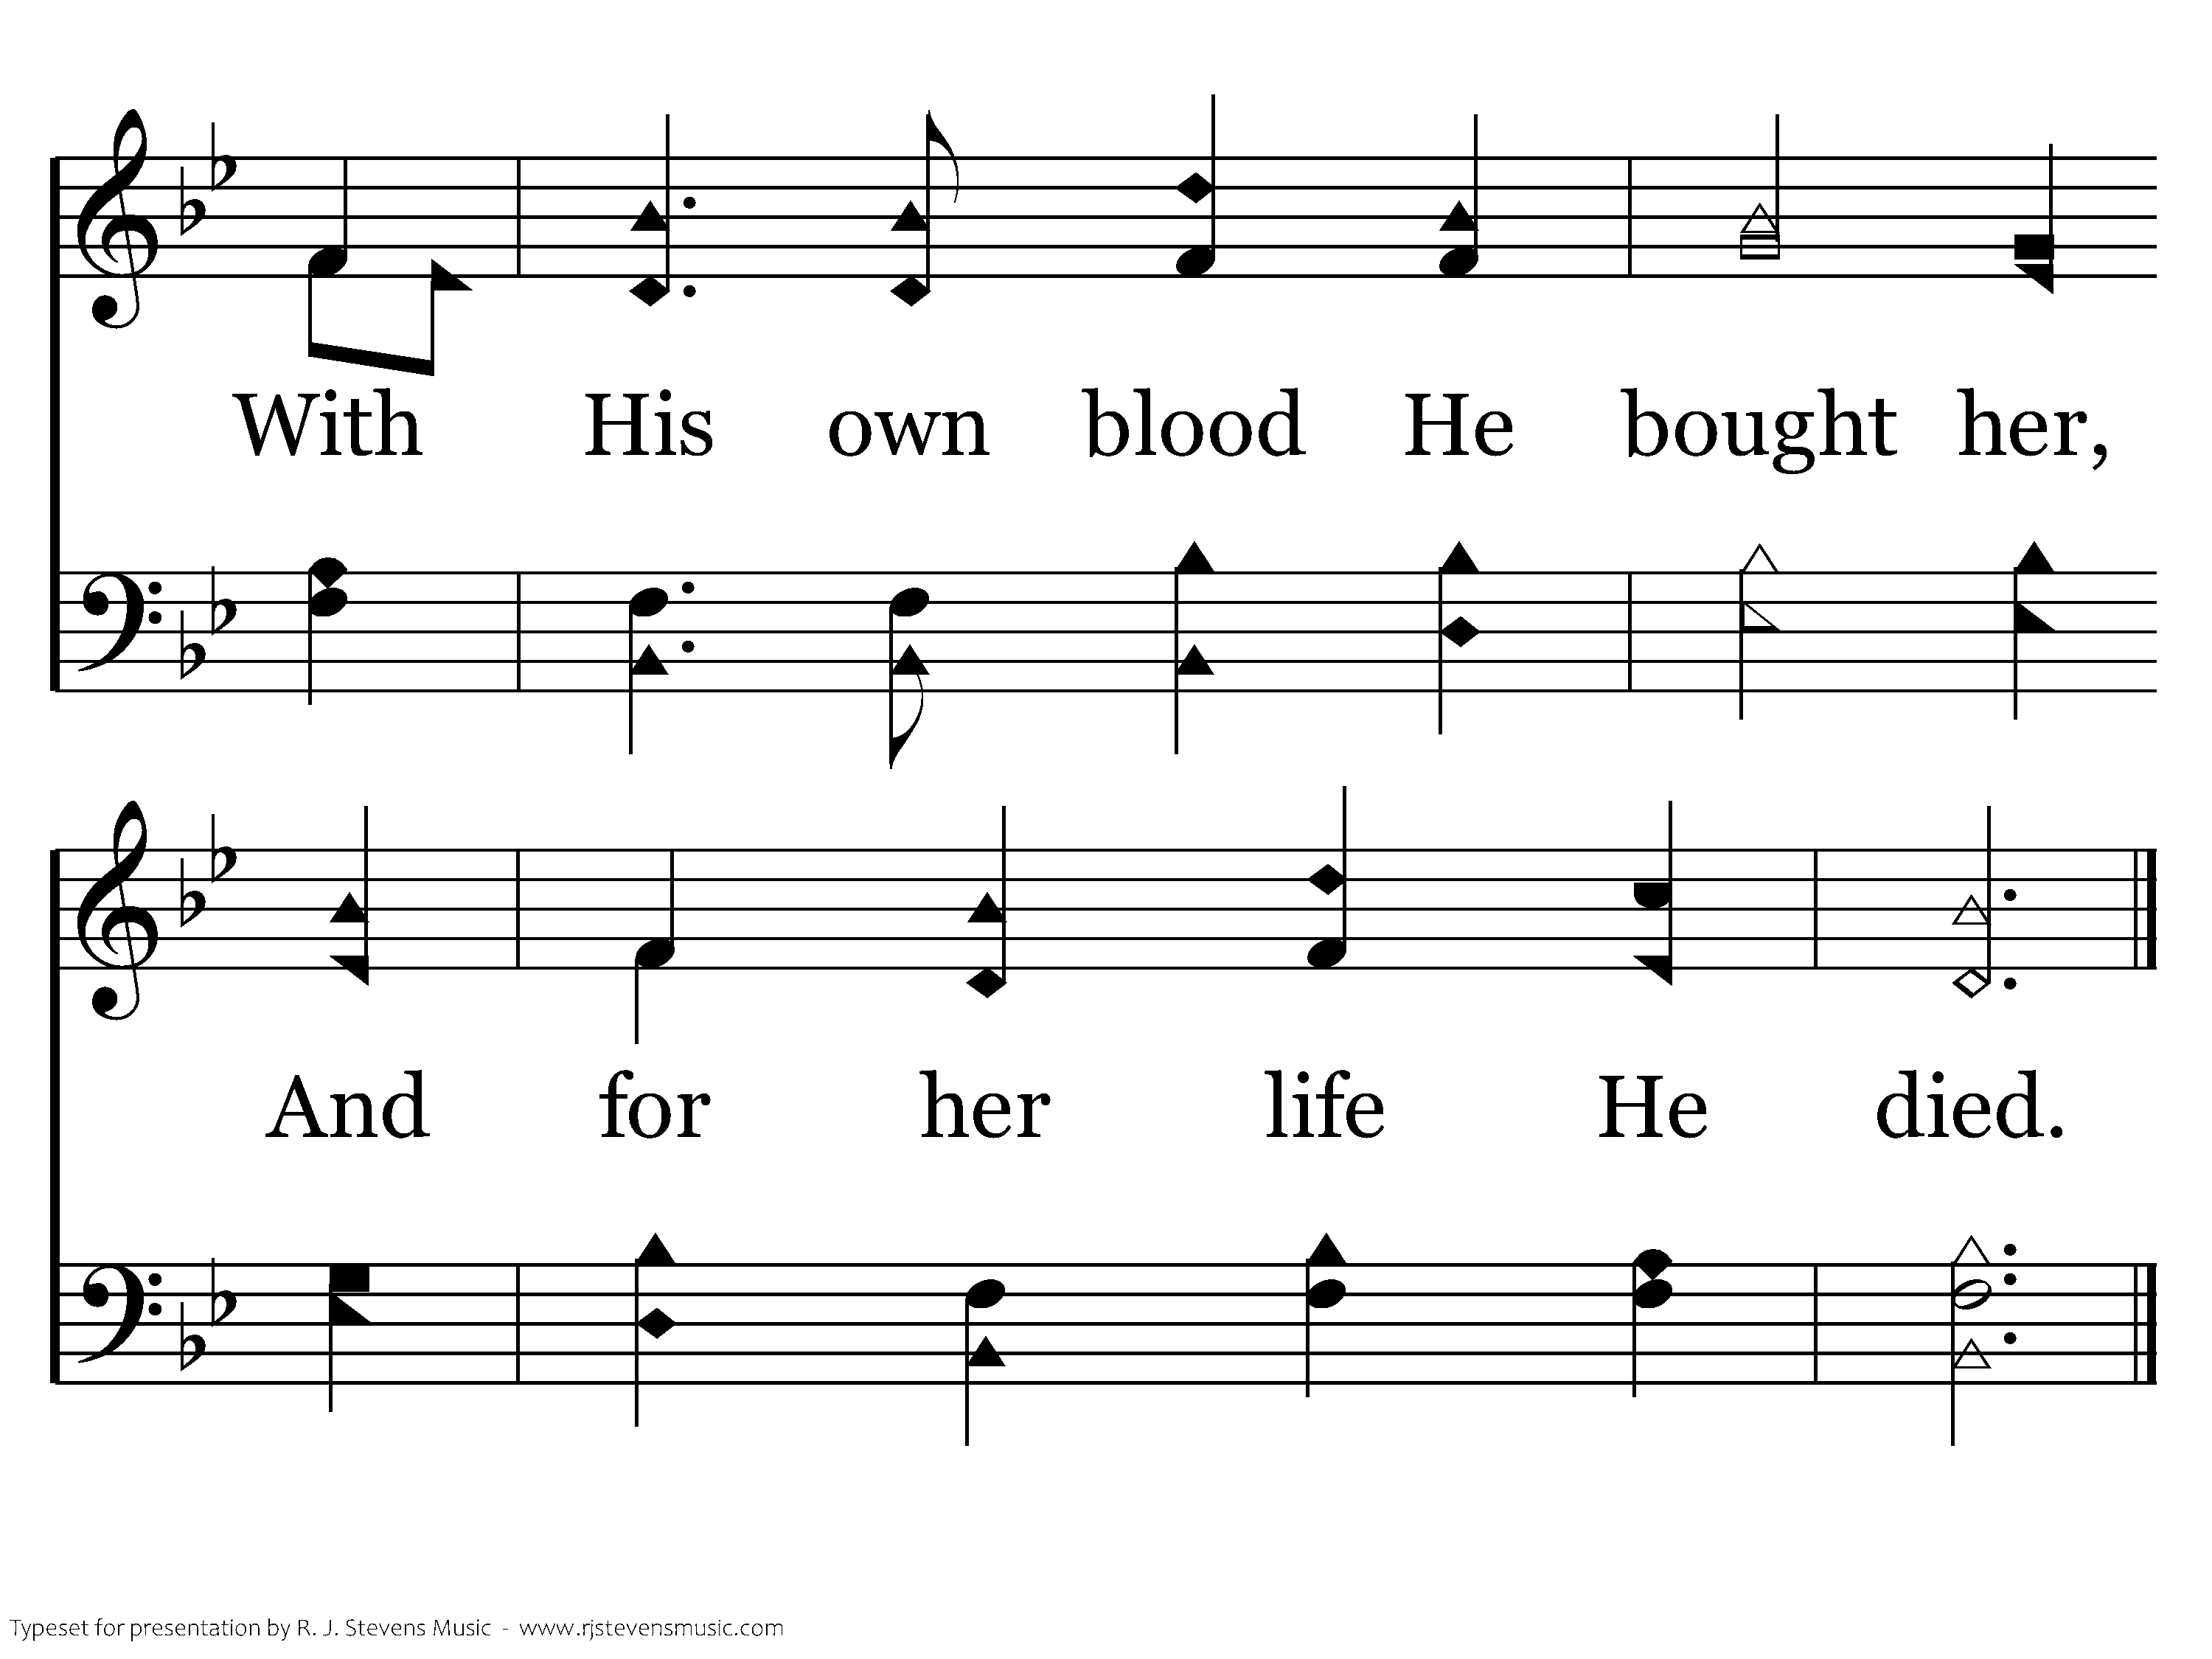 With His own blood He bought her,
And for her life He died.
Typeset for presentation by R. J. Stevens Music - www.rjstevensmusic.com